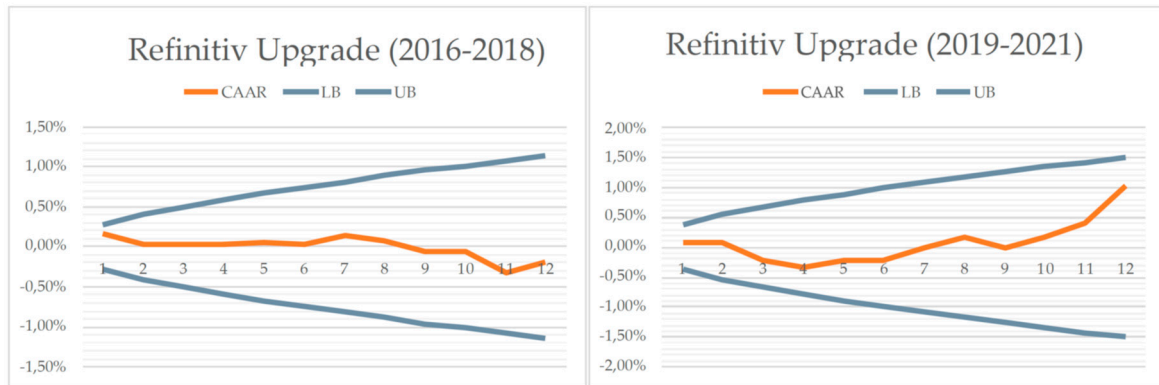 Refinitiv Upgrade (2016-2018)
CAAR LB UB
1,50%
1,00%
0,50%
0,00%
1 2 3 4 5 6 7 8 9 10 11 12
-0,50%
-1,00%
-1,50%
Refinitiv Upgrade (2019-2021)
CAAR LB UB
2,00%
1,50%
1,00%
0,50%
0,00%
1 2 3 4 5 6 7 8 9 10 11 12
-0,50%
-1,00%
-1,50%
-2,00%